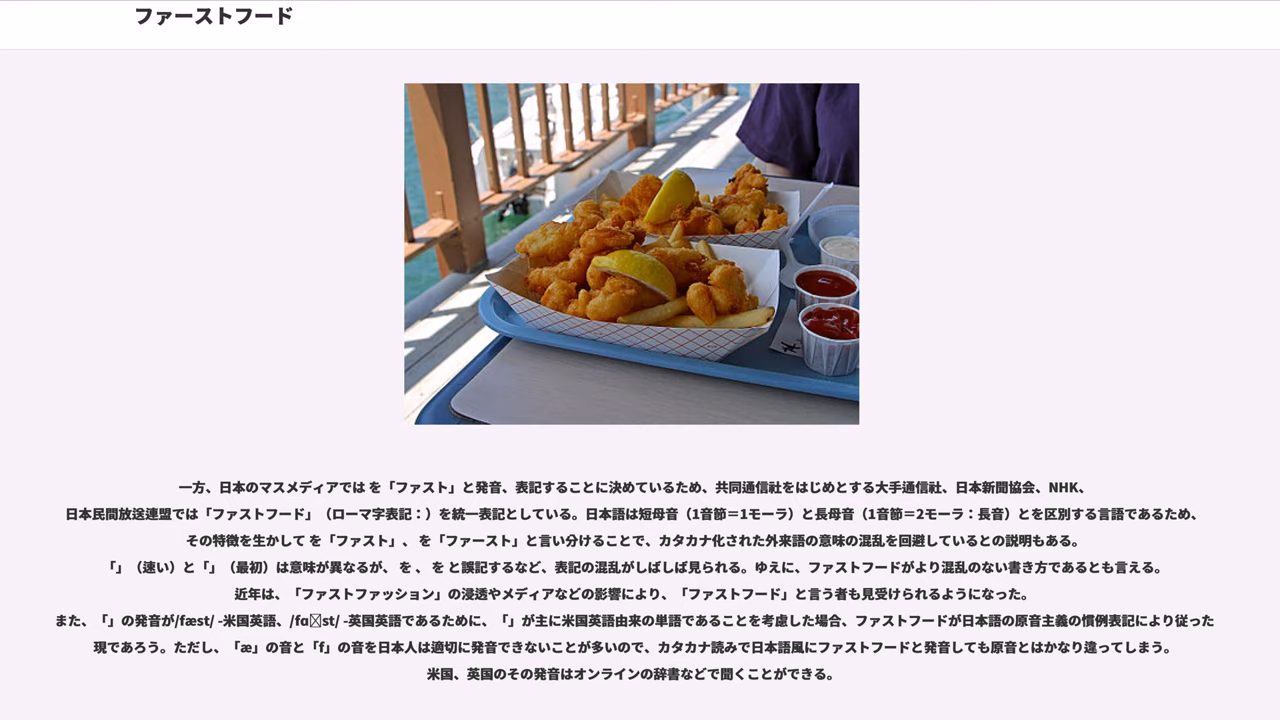 ファーストフード
一方、日本のマスメディアでは を「ファスト」と発音、表記することに決めているため、共同通信社をはじめとする大手通信社、日本新聞協会、NHK、
日本民間放送連盟では「ファストフード」（ローマ字表記：）を統一表記としている。日本語は短母音（1音節＝1モーラ）と長母音（1音節＝2モーラ：長音）とを区別する言語であるため、
その特徴を生かして を「ファスト」、 を「ファースト」と言い分けることで、カタカナ化された外来語の意味の混乱を回避しているとの説明もある。
「」（速い）と「」（最初）は意味が異なるが、 を 、 を と誤記するなど、表記の混乱がしばしば見られる。ゆえに、ファストフードがより混乱のない書き方であるとも言える。
近年は、「ファストファッション」の浸透やメディアなどの影響により、「ファストフード」と言う者も見受けられるようになった。
また、「」の発音が/fæst/ -米国英語、/fɑ〿st/ -英国英語であるために、「」が主に米国英語由来の単語であることを考慮した場合、ファストフードが日本語の原音主義の慣例表記により従った
現であろう。ただし、「æ」の音と「f」の音を日本人は適切に発音できないことが多いので、カタカナ読みで日本語風にファストフードと発音しても原音とはかなり違ってしまう。
米国、英国のその発音はオンラインの辞書などで聞くことができる。